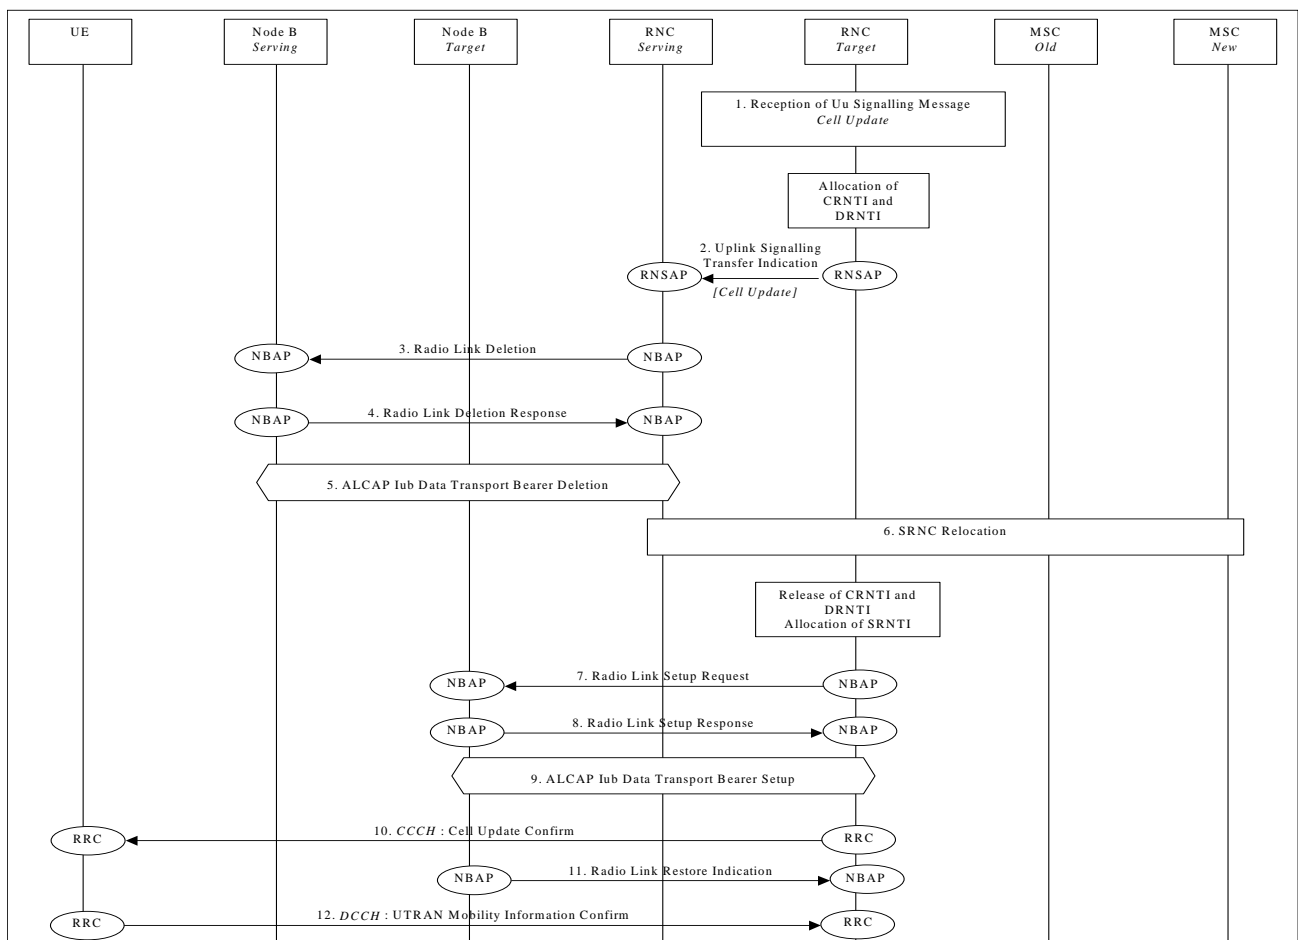 UE
Node B
Serving
Node B
Target
RNC
Serving
RNC
Target
MSC
Old
MSC
New
1. Reception of Uu Signalling Message
Cell Update
Allocation of
CRNTI and
DRNTI
2. Uplink Signalling
Transfer Indication
RNSAP
RNSAP
[Cell Update]
NBAP
3. Radio Link Deletion
NBAP
NBAP
4. Radio Link Deletion Response
NBAP
5. ALCAP Iub Data Transport Bearer Deletion
6. SRNC Relocation
Release of CRNTI and
DRNTI
Allocation of SRNTI
NBAP
7. Radio Link Setup Request
NBAP
NBAP
8. Radio Link Setup Response
NBAP
9. ALCAP Iub Data Transport Bearer Setup
RRC
10. CCCH : Cell Update Confirm
RRC
NBAP
11. Radio Link Restore Indication
NBAP
RRC
12. DCCH : UTRAN Mobility Information Confirm
RRC